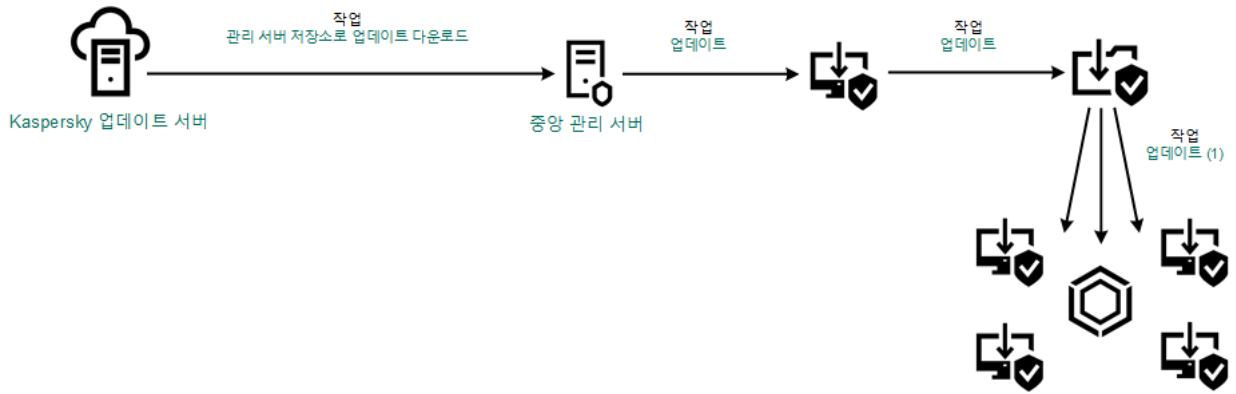 작업
관리 서버 저장소로 업데이트 다운로드
작업
업데이트
작업
업데이트
Kaspersky 업데이트 서버
중앙 관리 서버
작업
업데이트 (1)